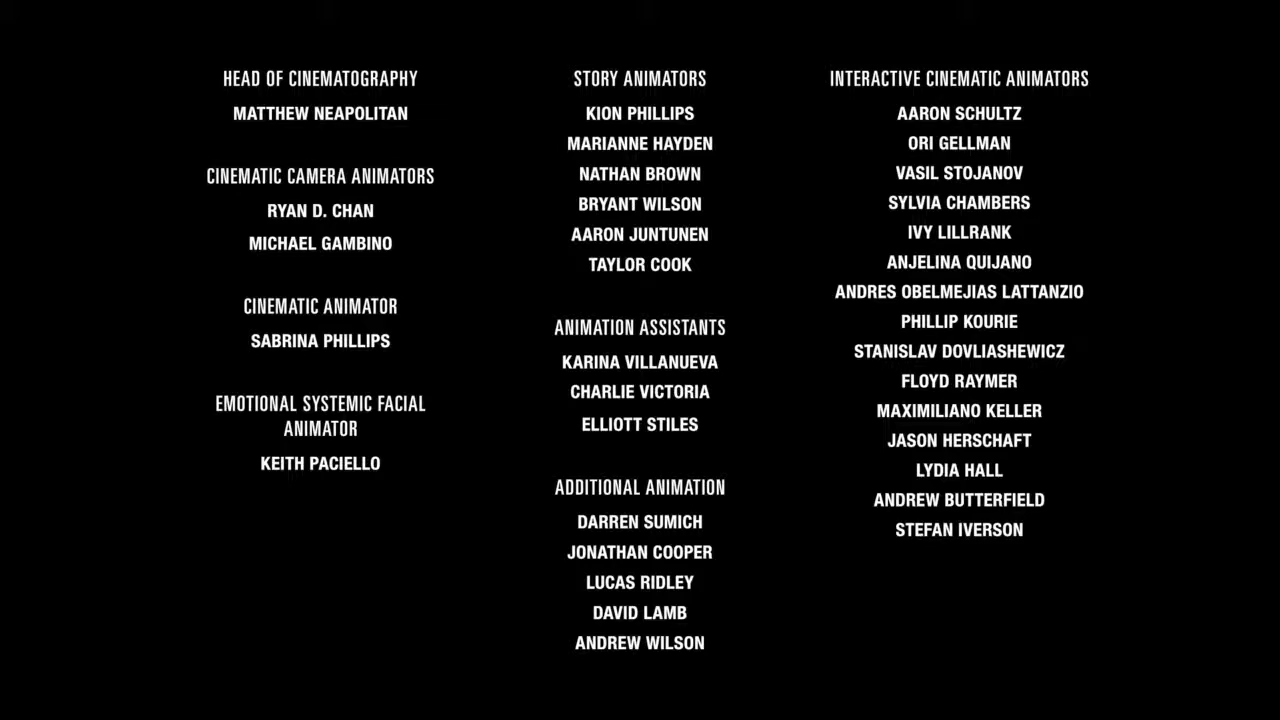 HEAD OF CINEMATOGRAPHY
MATTHEW NEAPOLITAN
CINEMATIC CAMERA ANIMATORS
RYAN D. CHAN
MICHAEL GAMBINO
CINEMATIC ANIMATOR
SABRINA PHILLIPS
EMOTIONAL SYSTEMIC FACIAL
ANIMATOR
KEITH PACIELLO
STORY ANIMATORS
KION PHILLIPS
MARIANNE HAYDEN
NATHAN BROWN
BRYANT WILSON
AARON JUNTUNEN
TAYLOR COOK
ANIMATION ASSISTANTS
KARINA VILLANUEVA
CHARLIE VICTORIA
ELLIOTT STILES
ADDITIONAL ANIMATION
DARREN SUMICH
JONATHAN COOPER
LUCAS RIDLEY
DAVID LAMB
ANDREW WILSON
INTERACTIVE CINEMATIC ANIMATORS
AARON SCHULTZ
ORI GELLMAN
VASIL STOJANOV
SYLVIA CHAMBERS
IVY LILLRANK
ANJELINA QUIJANO
ANDRES OBELMEJIAS LATTANZIO
PHILLIP KOURIE
STANISLAV DOVLIASHEWICZ
FLOYD RAYMER
MAXIMILIANO KELLER
JASON HERSCHAFT
LYDIA HALL
ANDREW BUTTERFIELD
STEFAN IVERSON